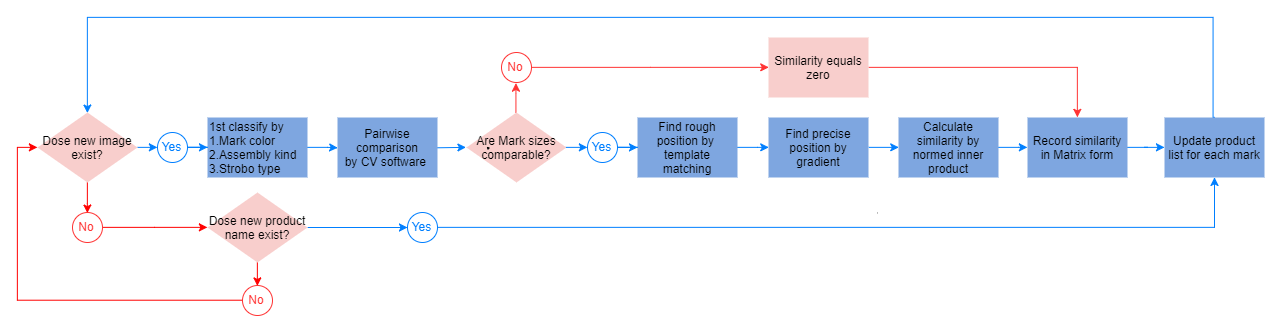 Dose new image
exist?
Yes
1st classify by
1.Mark color
2.Assembly kind
3.Strobo type
Pairwise
comparison
by CV software
Are Mark sizes
comparable?
No
Similarity equals
zero
Yes
Find rough
position by
template
matching
Find precise
position by
gradient
Calculate
similarity by
normed inner
product
Record similarity
in Matrix form
Update product
list for each mark
No
Dose new product
name exist?
Yes
No